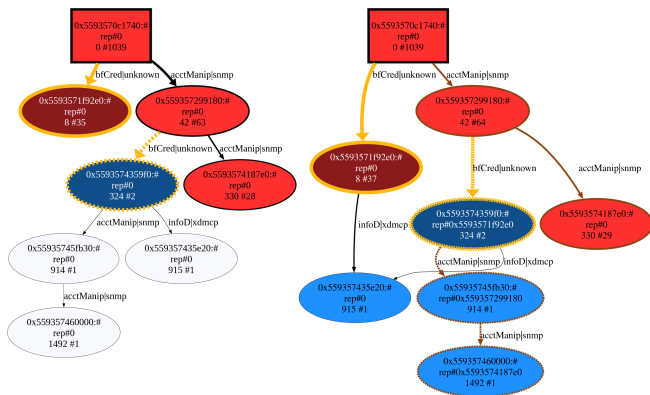 0x5593570c1740:#
rep#0
0 #1039
bfCred|unknown
acctManip|snmp
0x5593571f92e0:#
rep#0
8 #35
0x559357299180:#
rep#0
42 #63
bfCred|unknown
acctManip|snmp
0x5593574359f0:#
rep#0
324 #2
0x5593574187e0:#
rep#0
330 #28
acctManip|snmp
infoD|xdmcp
0x55935745fb30:#
rep#0
914 #1
0x559357435e20:#
rep#0
915 #1
acctManip|snmp
0x559357460000:#
rep#0
1492 #1
0x5593570c1740:#
rep#0
0 #1039
bfCred|unknown
acctManip|snmp
0x559357299180:#
rep#0
42 #64
0x5593571f92e0:#
rep#0
8 #37
bfCred|unknown
acctManip|snmp
0x5593574359f0:#
rep#0x5593571f92e0
324 #2
0x5593574187e0:#
rep#0
330 #29
infoD|xdmcp
acctManip|snmp
infoD|xdmcp
0x559357435e20:#
rep#0
915 #1
0x55935745fb30:#
rep#0x559357299180
914 #1
acctManip|snmp
0x559357460000:#
rep#0x5593574187e0
1492 #1